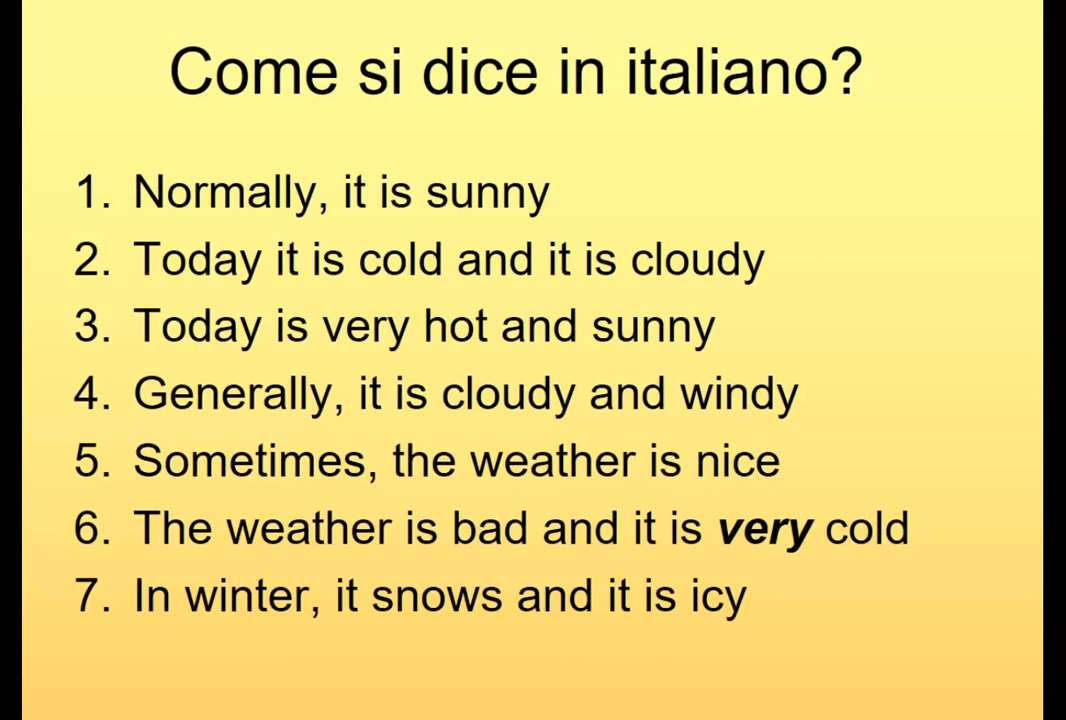 Come si dice in italiano?
1. Normally, it is sunny
2. Today it is cold and it is cloudy
3. Today is very hot and sunny
4. Generally, it is cloudy and windy
5. Sometimes, the weather is nice
6. The weather is bad and it is very cold
7. In winter, it snows and it is icy